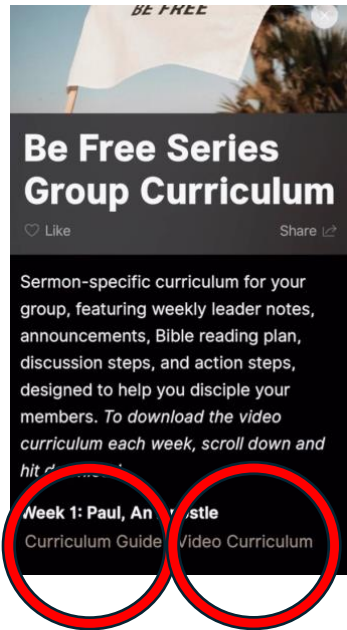 BE FREE
Be Free Series
Group Curriculum
Like
Share
Sermon-specific curriculum for your
group, featuring weekly leader notes,
announcements, Bible reading plan,
discussion steps, and action steps,
designed to help you disciple your
members. To download the video
curriculum each week, scroll down and
hit
Week 1: Paul, An
Curriculum Guide Video Curriculum